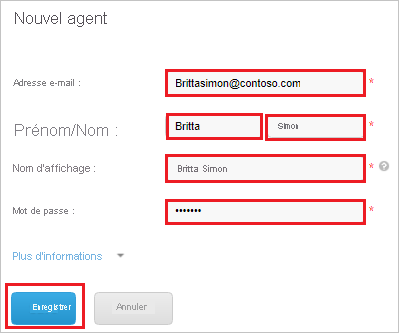 Nouvel agent
Adresse e-mail : Brittasimon@contoso.com *
Prénom/Nom : Britta Simon *
Nom d'affichage : Britta Simon * ?
Mot de passe : ••••••• *
Plus d'informations
Enregistrer Annuler